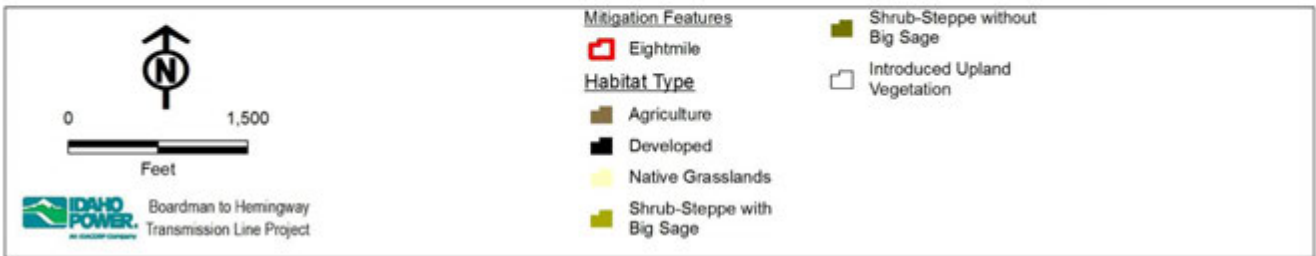 N
0 1,500
Feet
IDAHO
POWER.
An IDACORP Company
Boardman to Hemingway
Transmission Line Project
Mitigation Features
Eightmile
Habitat Type
Agriculture
Developed
Native Grasslands
Shrub-Steppe with
Big Sage
Shrub-Steppe without
Big Sage
Introduced Upland
Vegetation